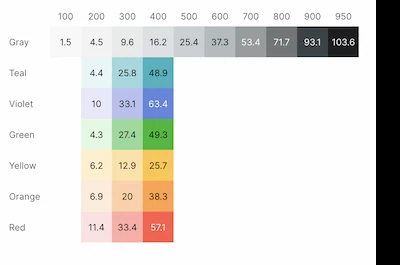 100 200 300 400 500 600 700 800 900 950
Gray 1.5 4.5 9.6 16.2 25.4 37.3 53.4 71.7 93.1 103.6
Teal 4.4 25.8 48.9
Violet 10 33.1 63.4
Green 4.3 27.4 49.3
Yellow 6.2 12.9 25.7
Orange 6.9 20 38.3
Red 11.4 33.4 57.1